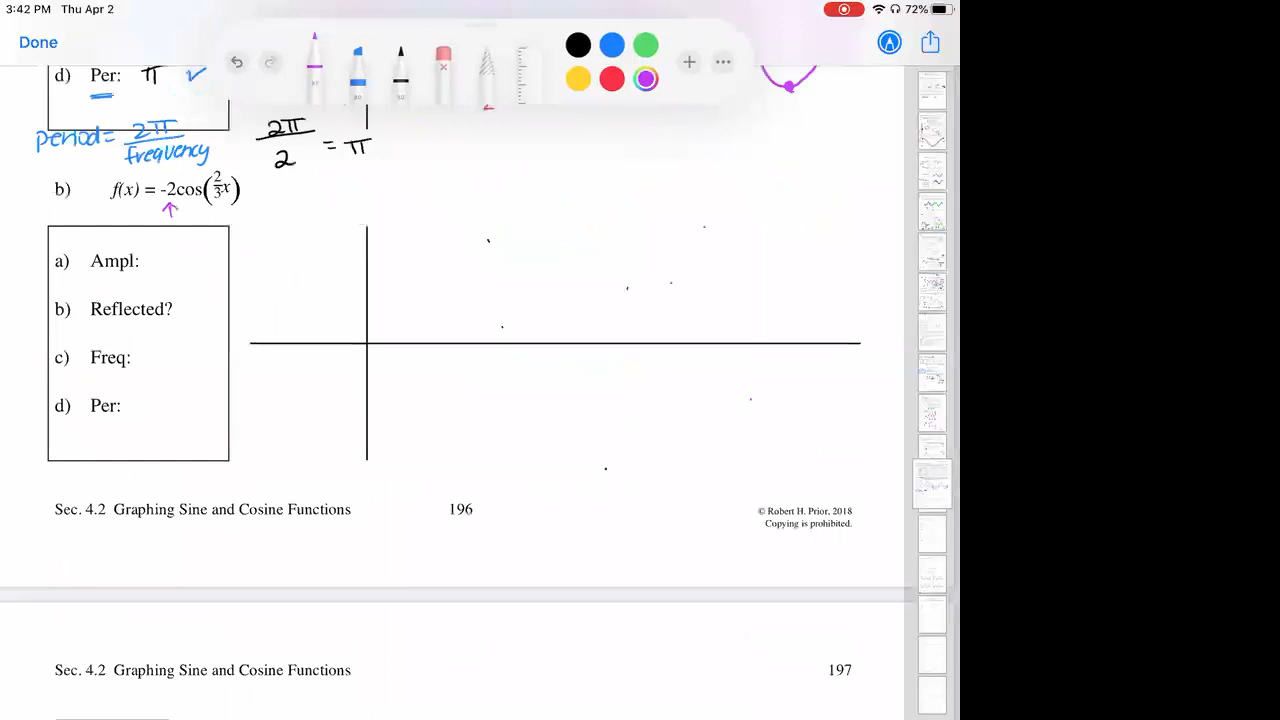 3:42 PM Thu Apr 2
72%
Done
d) Per: π ✓
period = 2π/frequency
2π/2 = π
b) f(x) = -2cos(2/3 x)
a) Ampl:
b) Reflected?
c) Freq:
d) Per:
Sec. 4.2 Graphing Sine and Cosine Functions 196
© Robert H. Prior, 2018
Copying is prohibited.
Sec. 4.2 Graphing Sine and Cosine Functions 197